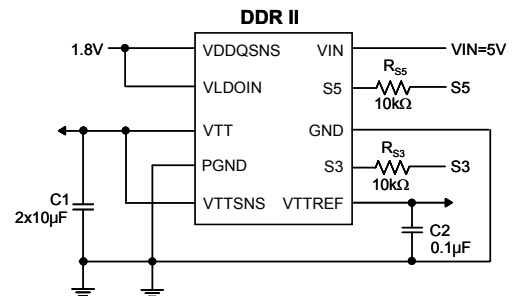 DDR II
1.8V
VDDQSNS
VIN
VIN=5V
RS5
VLDOIN
S5
10kΩ
S5
VTT
GND
RS3
PGND
S3
10kΩ
S3
C1
2x10µF
VTTSNS
VTTREF
C2
0.1µF